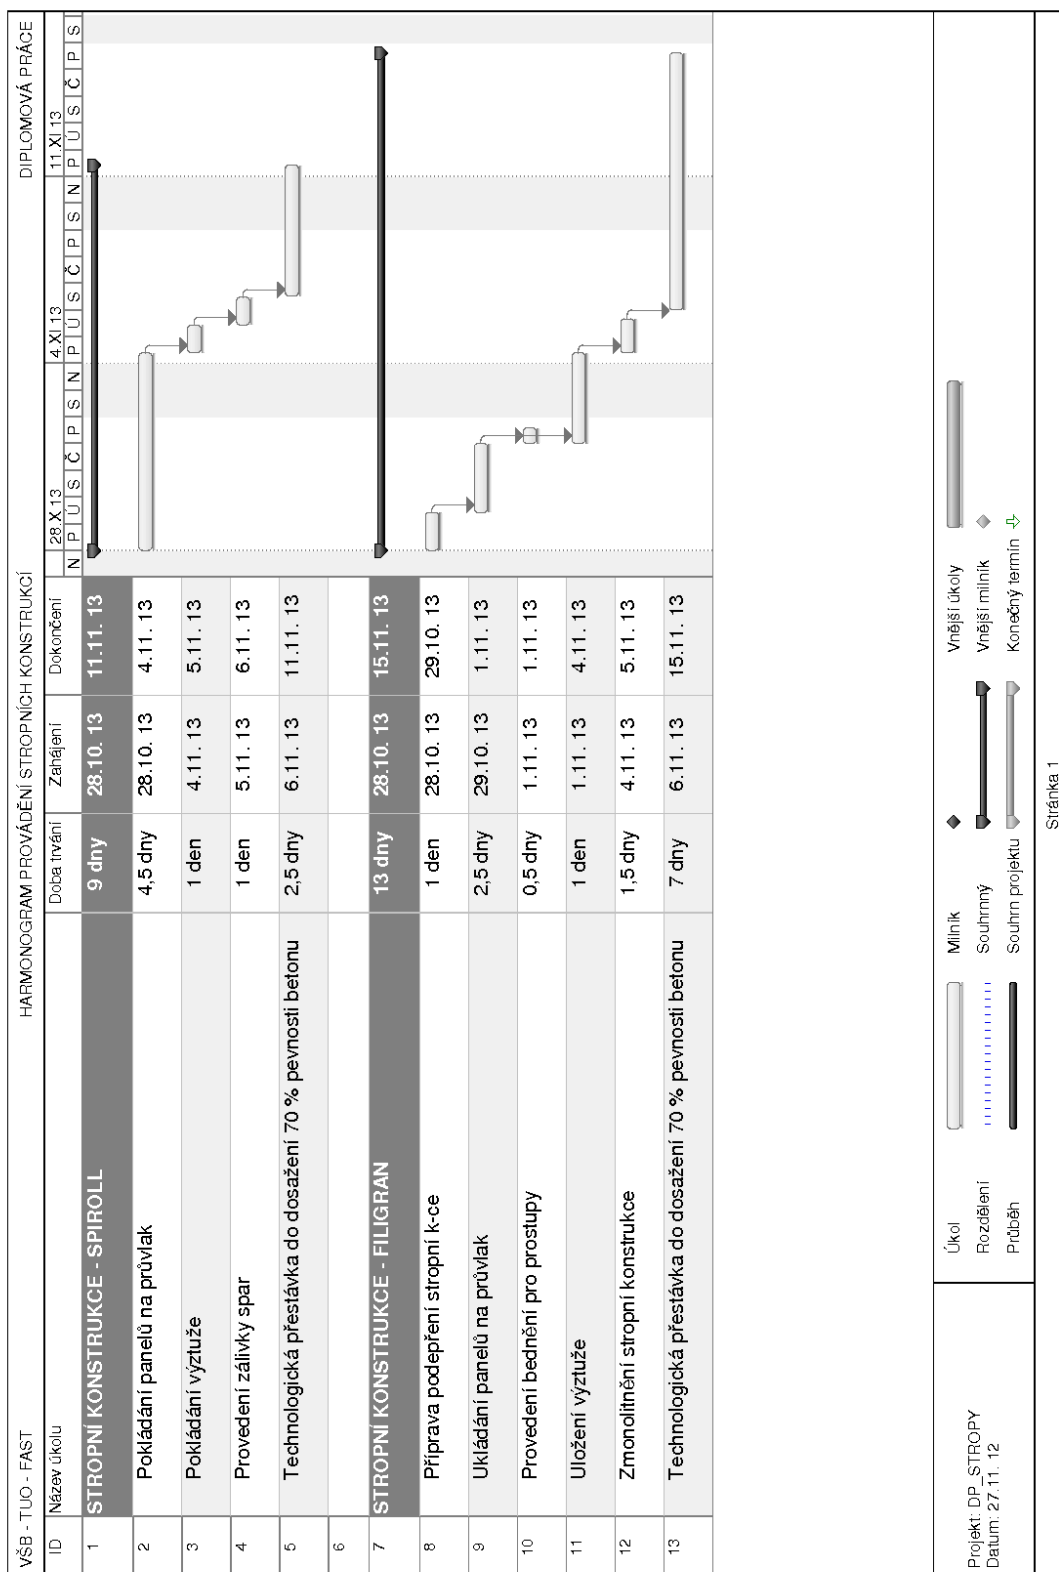 VŠB - TUO - FAST HARMONOGRAM PROVÁDĚNÍ STROPNÍCH KONSTRUKCÍ DIPLOMOVÁ PRÁCE
ID Název úkolu Doba trvání Zahájení Dokončení 28.X 13 4.XI 13 11.XI 13
N P Ú S Č P S N P Ú S Č P S N P Ú S Č P S
1 STROPNÍ KONSTRUKCE - SPIROLL 9 dny 28.10. 13 11.11. 13
2 Pokládání panelů na průvlak 4,5 dny 28.10. 13 4.11. 13
3 Pokládání výztuže 1 den 4.11. 13 5.11. 13
4 Provedení zálivky spar 1 den 5.11. 13 6.11. 13
5 Technologická přestávka do dosažení 70 % pevnosti betonu 2,5 dny 6.11. 13 11.11. 13
6
7 STROPNÍ KONSTRUKCE - FILIGRAN 13 dny 28.10. 13 15.11. 13
8 Příprava podepření stropní k-ce 1 den 28.10. 13 29.10. 13
9 Ukládání panelů na průvlak 2,5 dny 29.10. 13 1.11. 13
10 Provedení bednění pro prostupy 0,5 dny 1.11. 13 1.11. 13
11 Uložení výztuže 1 den 1.11. 13 4.11. 13
12 Zmonolitnění stropní konstrukce 1,5 dny 4.11. 13 5.11. 13
13 Technologická přestávka do dosažení 70 % pevnosti betonu 7 dny 6.11. 13 15.11. 13
Projekt: DP_STROPY
Datum: 27.11. 12
Úkol Milník Vnější úkoly
Rozdělení Souhrnný Vnější milník
Průběh Souhrn projektu Konečný termín
Stránka 1